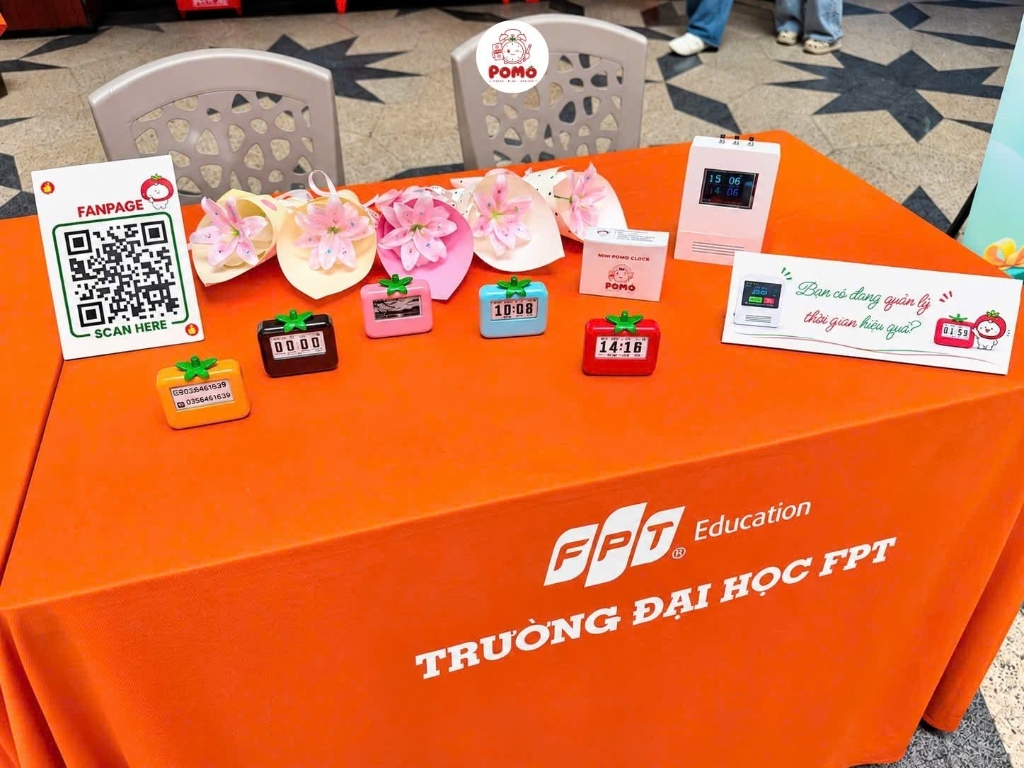 POMO
FANPAGE
SCAN HERE
15 06
14 06
MINI POMO CLOCK
POMO
Bạn có đang quản lý
thời gian hiệu quả?
01:59
00:00
10:08
14:16
0356461639
FPT® Education
TRƯỜNG ĐẠI HỌC FPT